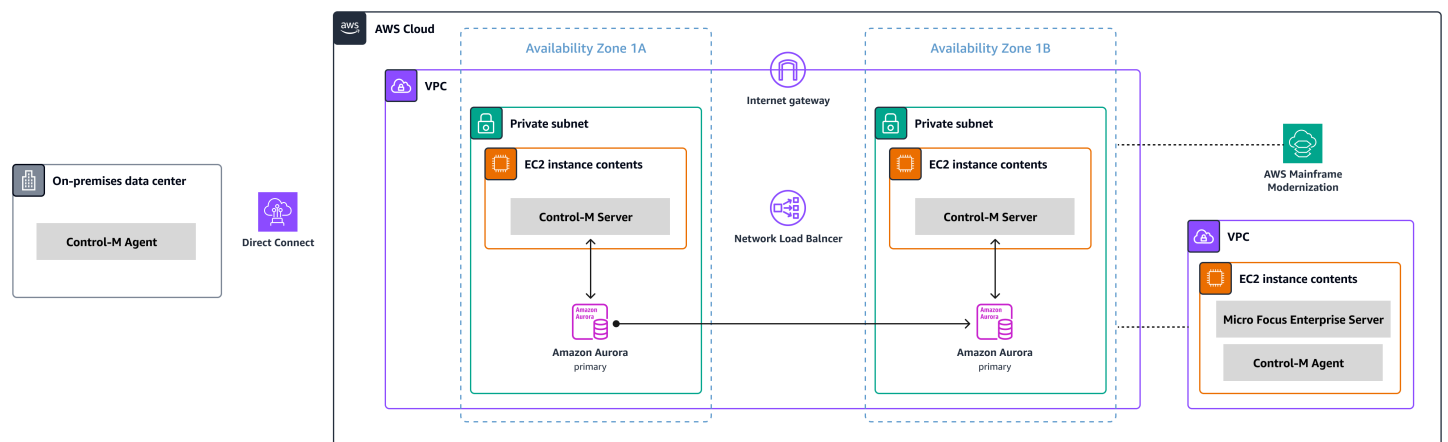 aws
AWS Cloud
Availability Zone 1A
Availability Zone 1B
VPC
Internet gateway
Private subnet
Private subnet
EC2 instance contents
EC2 instance contents
AWS Mainframe
Modernization
On-premises data center
Control-M Agent
Direct Connect
Control-M Server
Network Load Balncer
Control-M Server
VPC
EC2 instance contents
Micro Focus Enterprise Server
Control-M Agent
Amazon
Aurora
Amazon Aurora
primary
Amazon
Aurora
Amazon Aurora
primary